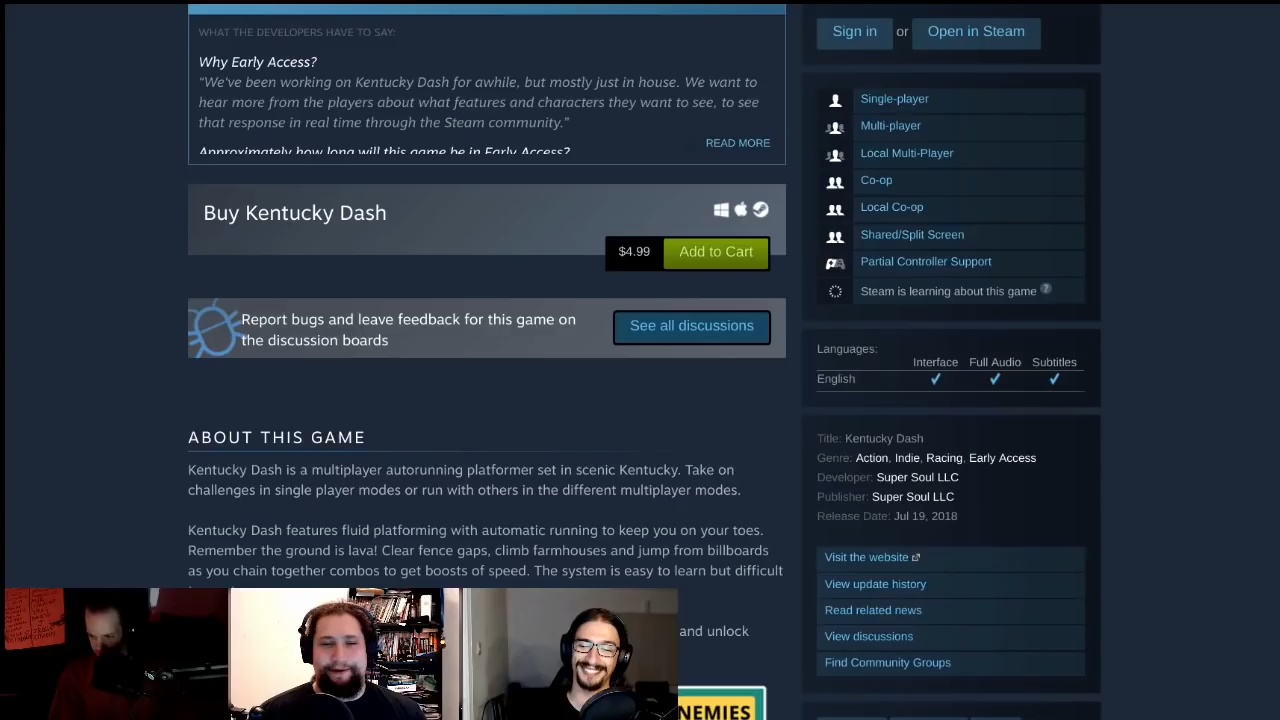 WHAT THE DEVELOPERS HAVE TO SAY:
Why Early Access?
“We've been working on Kentucky Dash for awhile, but mostly just in house. We want to
hear more from the players about what features and characters they want to see, to see
that response in real time through the Steam community.”
Approximately how long will this game be in Early Access?
READ MORE
Buy Kentucky Dash
$4.99
Add to Cart
Report bugs and leave feedback for this game on
the discussion boards
See all discussions
ABOUT THIS GAME
Kentucky Dash is a multiplayer autorunning platformer set in scenic Kentucky. Take on
challenges in single player modes or run with others in the different multiplayer modes.
Kentucky Dash features fluid platforming with automatic running to keep you on your toes.
Remember the ground is lava! Clear fence gaps, climb farmhouses and jump from billboards
as you chain together combos to get boosts of speed. The system is easy to learn but difficult
and unlock
NEMIES
Sign in or Open in Steam
Single-player
Multi-player
Local Multi-Player
Co-op
Local Co-op
Shared/Split Screen
Partial Controller Support
Steam is learning about this game ?
Languages:
Interface Full Audio Subtitles
English ✔ ✔ ✔
Title: Kentucky Dash
Genre: Action, Indie, Racing, Early Access
Developer: Super Soul LLC
Publisher: Super Soul LLC
Release Date: Jul 19, 2018
Visit the website
View update history
Read related news
View discussions
Find Community Groups